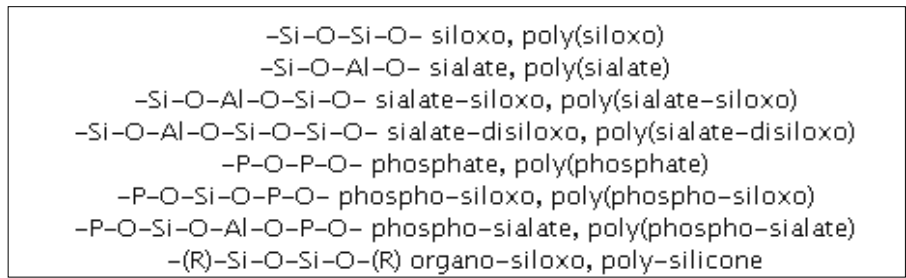 –Si–O–Si–O– siloxo, poly(siloxo)
–Si–O–Al–O– sialate, poly(sialate)
–Si–O–Al–O–Si–O– sialate–siloxo, poly(sialate–siloxo)
–Si–O–Al–O–Si–O–Si–O– sialate–disiloxo, poly(sialate–disiloxo)
–P–O–P–O– phosphate, poly(phosphate)
–P–O–Si–O–P–O– phospho–siloxo, poly(phospho–siloxo)
–P–O–Si–O–Al–O–P–O– phospho–sialate, poly(phospho–sialate)
–(R)–Si–O–Si–O–(R) organo–siloxo, poly–silicone